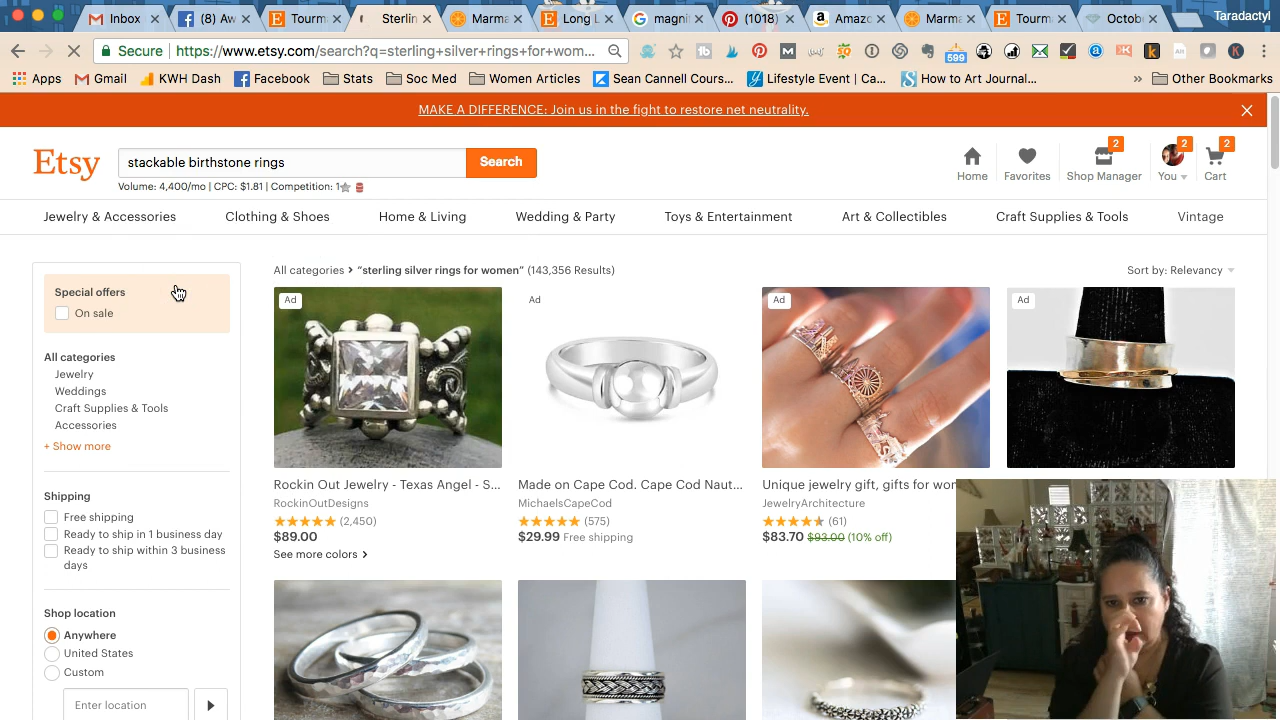 Inbox
(8) Aw
Tourm
Sterlin
Marma
Long L
magni
(1018)
Amazo
Marma
Tourm
Octob
Taradactyl
Secure
https://www.etsy.com/search?q=sterling+silver+rings+for+wom...
599
Apps
Gmail
KWH Dash
Facebook
Stats
Soc Med
Women Articles
Sean Cannell Cours...
Lifestyle Event | Ca...
How to Art Journal...
»
Other Bookmarks
MAKE A DIFFERENCE: Join us in the fight to restore net neutrality.
Etsy
stackable birthstone rings
Search
Volume: 4,400/mo | CPC: $1.81 | Competition: 1
Home
Favorites
2
Shop Manager
2
You
2
Cart
Jewelry & Accessories
Clothing & Shoes
Home & Living
Wedding & Party
Toys & Entertainment
Art & Collectibles
Craft Supplies & Tools
Vintage
Special offers
On sale
All categories
Jewelry
Weddings
Craft Supplies & Tools
Accessories
+ Show more
Shipping
Free shipping
Ready to ship in 1 business day
Ready to ship within 3 business
days
Shop location
Anywhere
United States
Custom
Enter location
All categories › “sterling silver rings for women” (143,356 Results)
Sort by: Relevancy
Ad
Ad
Ad
Ad
Rockin Out Jewelry - Texas Angel - S...
RockinOutDesigns
(2,450)
$89.00
See more colors
Made on Cape Cod. Cape Cod Naut...
MichaelsCapeCod
(575)
$29.99 Free shipping
Unique jewelry gift, gifts for wo
JewelryArchitecture
(61)
$83.70 $93.00 (10% off)